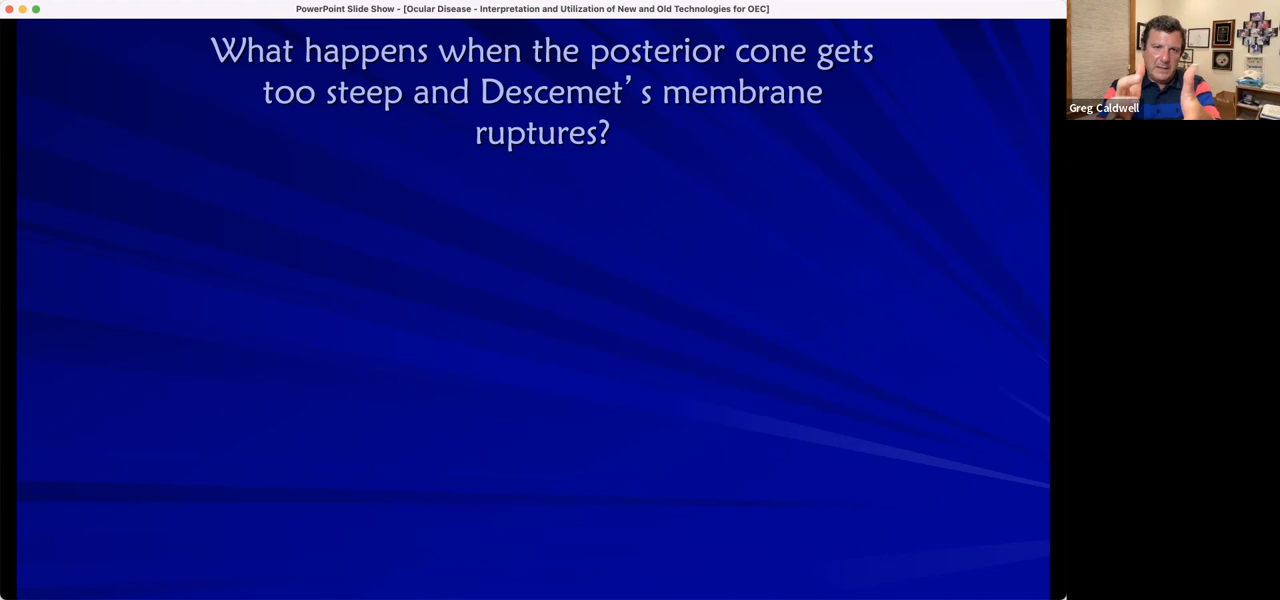 PowerPoint Slide Show - [Ocular Disease - Interpretation and Utilization of New and Old Technologies for OEC]
What happens when the posterior cone gets
too steep and Descemet’ s membrane
ruptures?
Greg Caldwell